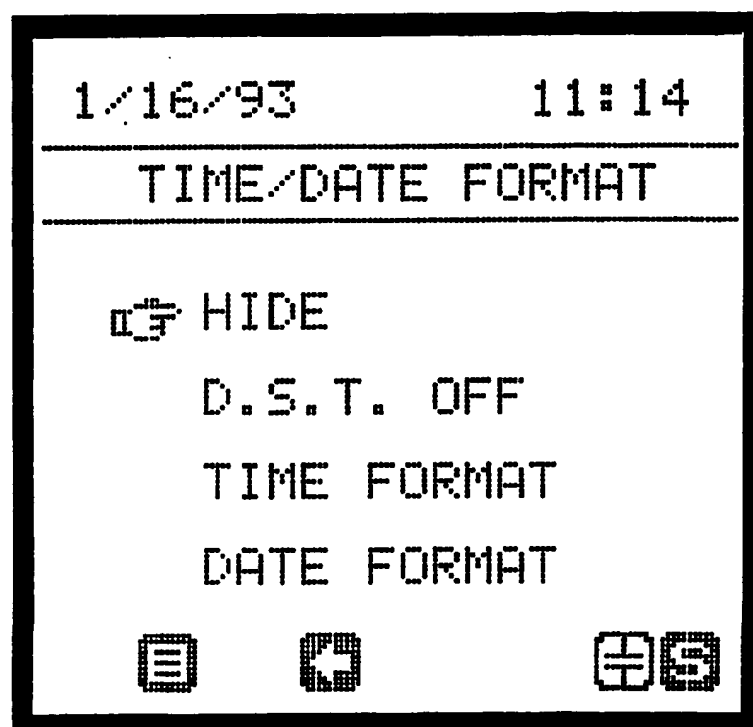 1/16/93 11:14
TIME/DATE FORMAT
HIDE
D.S.T. OFF
TIME FORMAT
DATE FORMAT
S